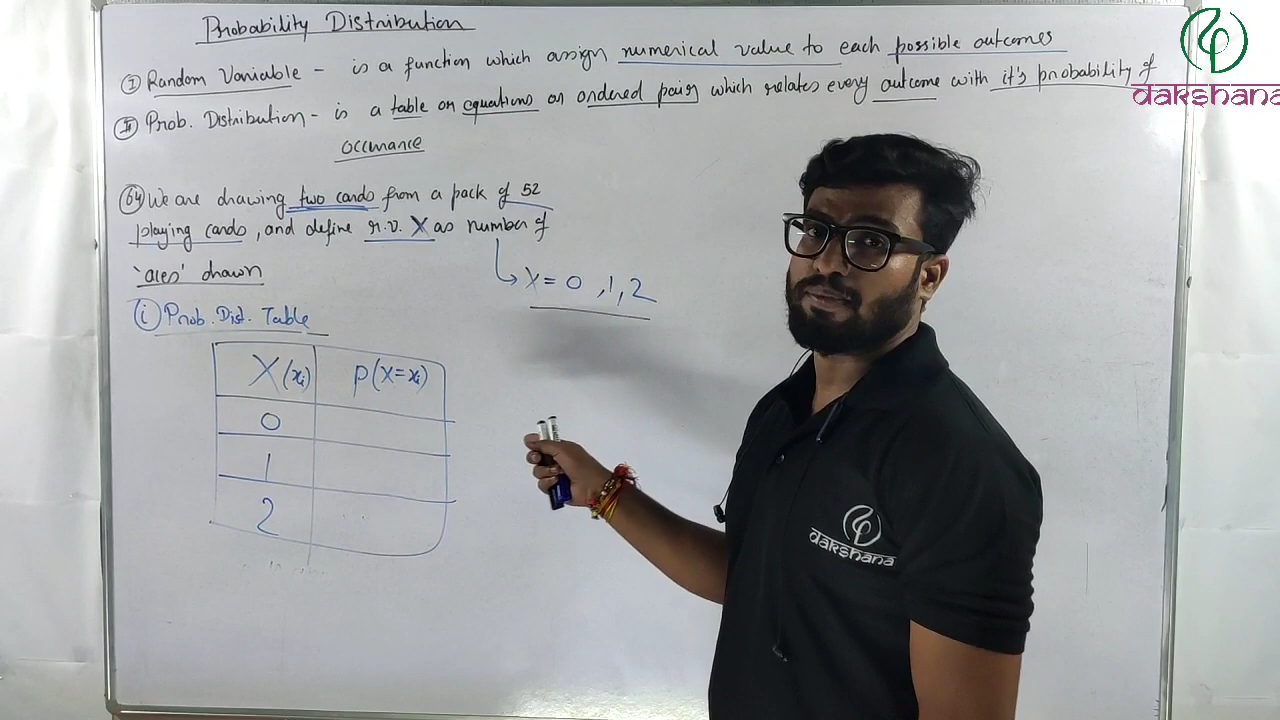 Probability Distribution
dakshana
① Random Variable - is a function which assign numerical value to each possible outcomes
② Prob. Distribution - is a table or equations or ordered pairs which relates every outcome with it's probability of
occurance
64 We are drawing two cards from a pack of 52
playing cards, and define r.v. X as number of
'aces' drawn
X = 0, 1, 2
ⓘ Prob. Dist. Table
X(xi) P(X=xi)
0
1
2
dakshana